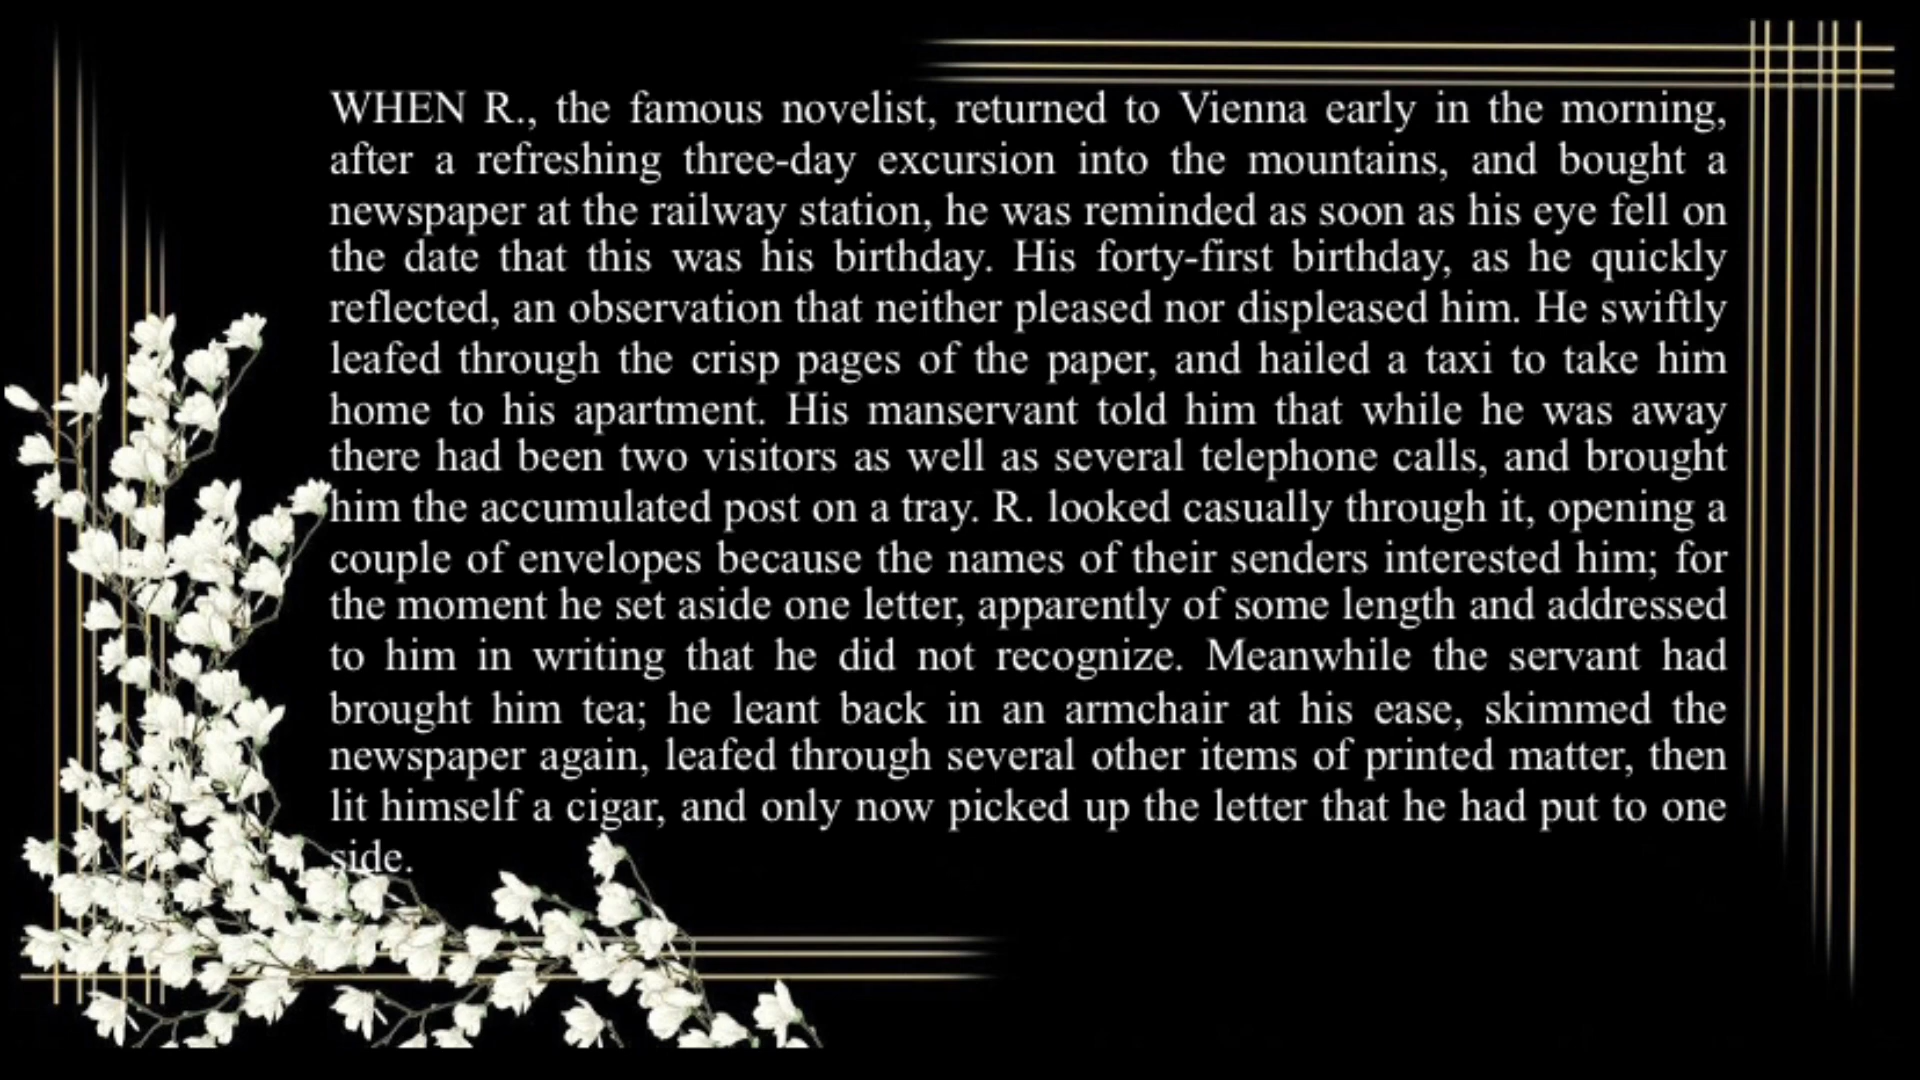 WHEN R., the famous novelist, returned to Vienna early in the morning,
after a refreshing three-day excursion into the mountains, and bought a
newspaper at the railway station, he was reminded as soon as his eye fell on
the date that this was his birthday. His forty-first birthday, as he quickly
reflected, an observation that neither pleased nor displeased him. He swiftly
leafed through the crisp pages of the paper, and hailed a taxi to take him
home to his apartment. His manservant told him that while he was away
there had been two visitors as well as several telephone calls, and brought
him the accumulated post on a tray. R. looked casually through it, opening a
couple of envelopes because the names of their senders interested him; for
the moment he set aside one letter, apparently of some length and addressed
to him in writing that he did not recognize. Meanwhile the servant had
brought him tea; he leant back in an armchair at his ease, skimmed the
newspaper again, leafed through several other items of printed matter, then
lit himself a cigar, and only now picked up the letter that he had put to one
side.